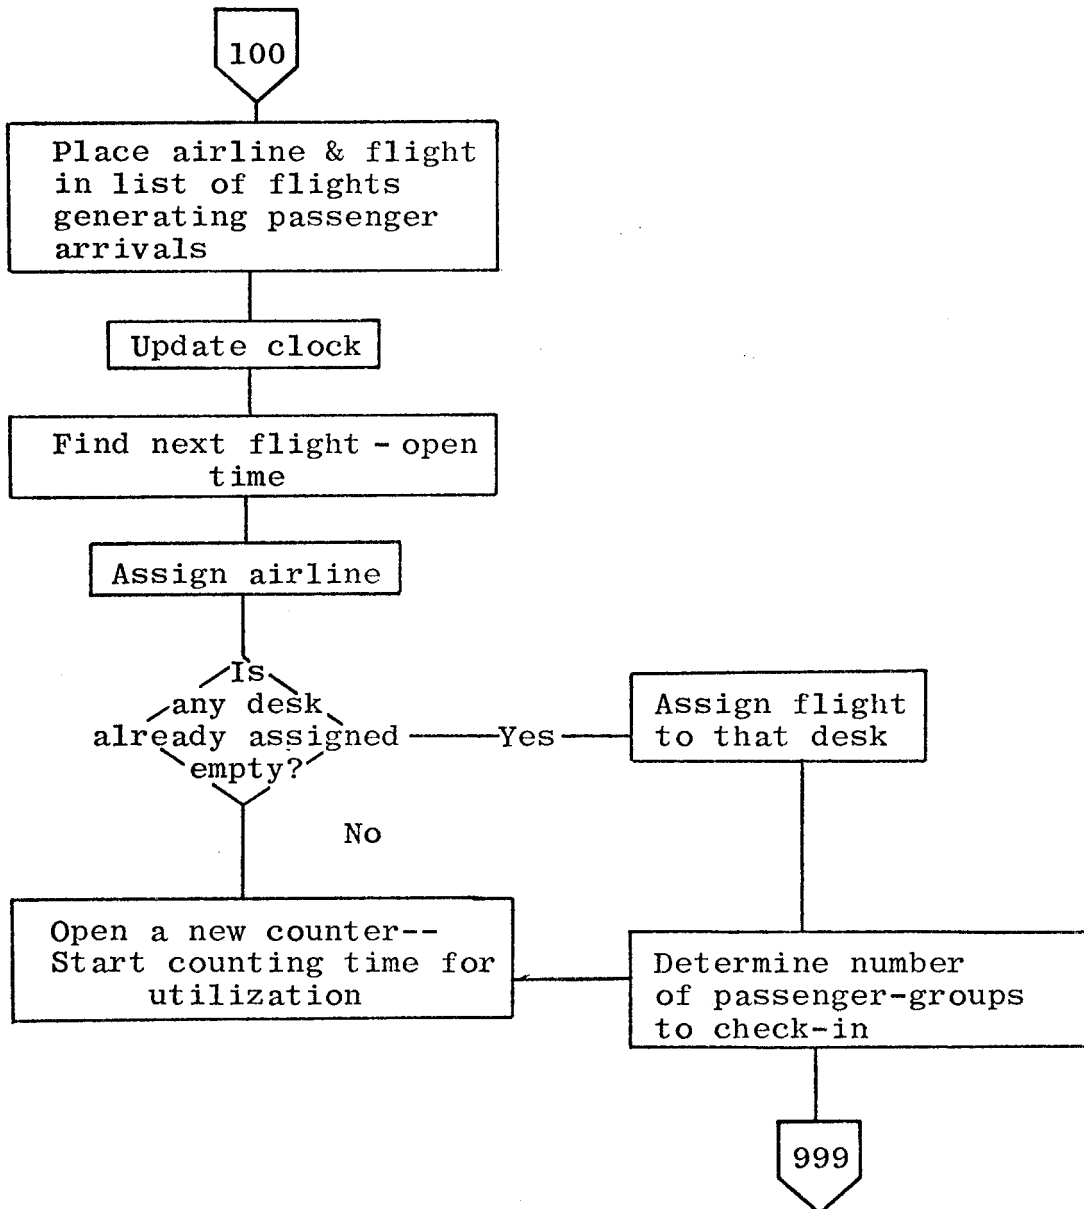 100
Place airline & flight
in list of flights
generating passenger
arrivals
Update clock
Find next flight - open
time
Assign airline
Is
any desk
already assigned
empty?
Yes
Assign flight
to that desk
No
Open a new counter--
Start counting time for
utilization
Determine number
of passenger-groups
to check-in
999